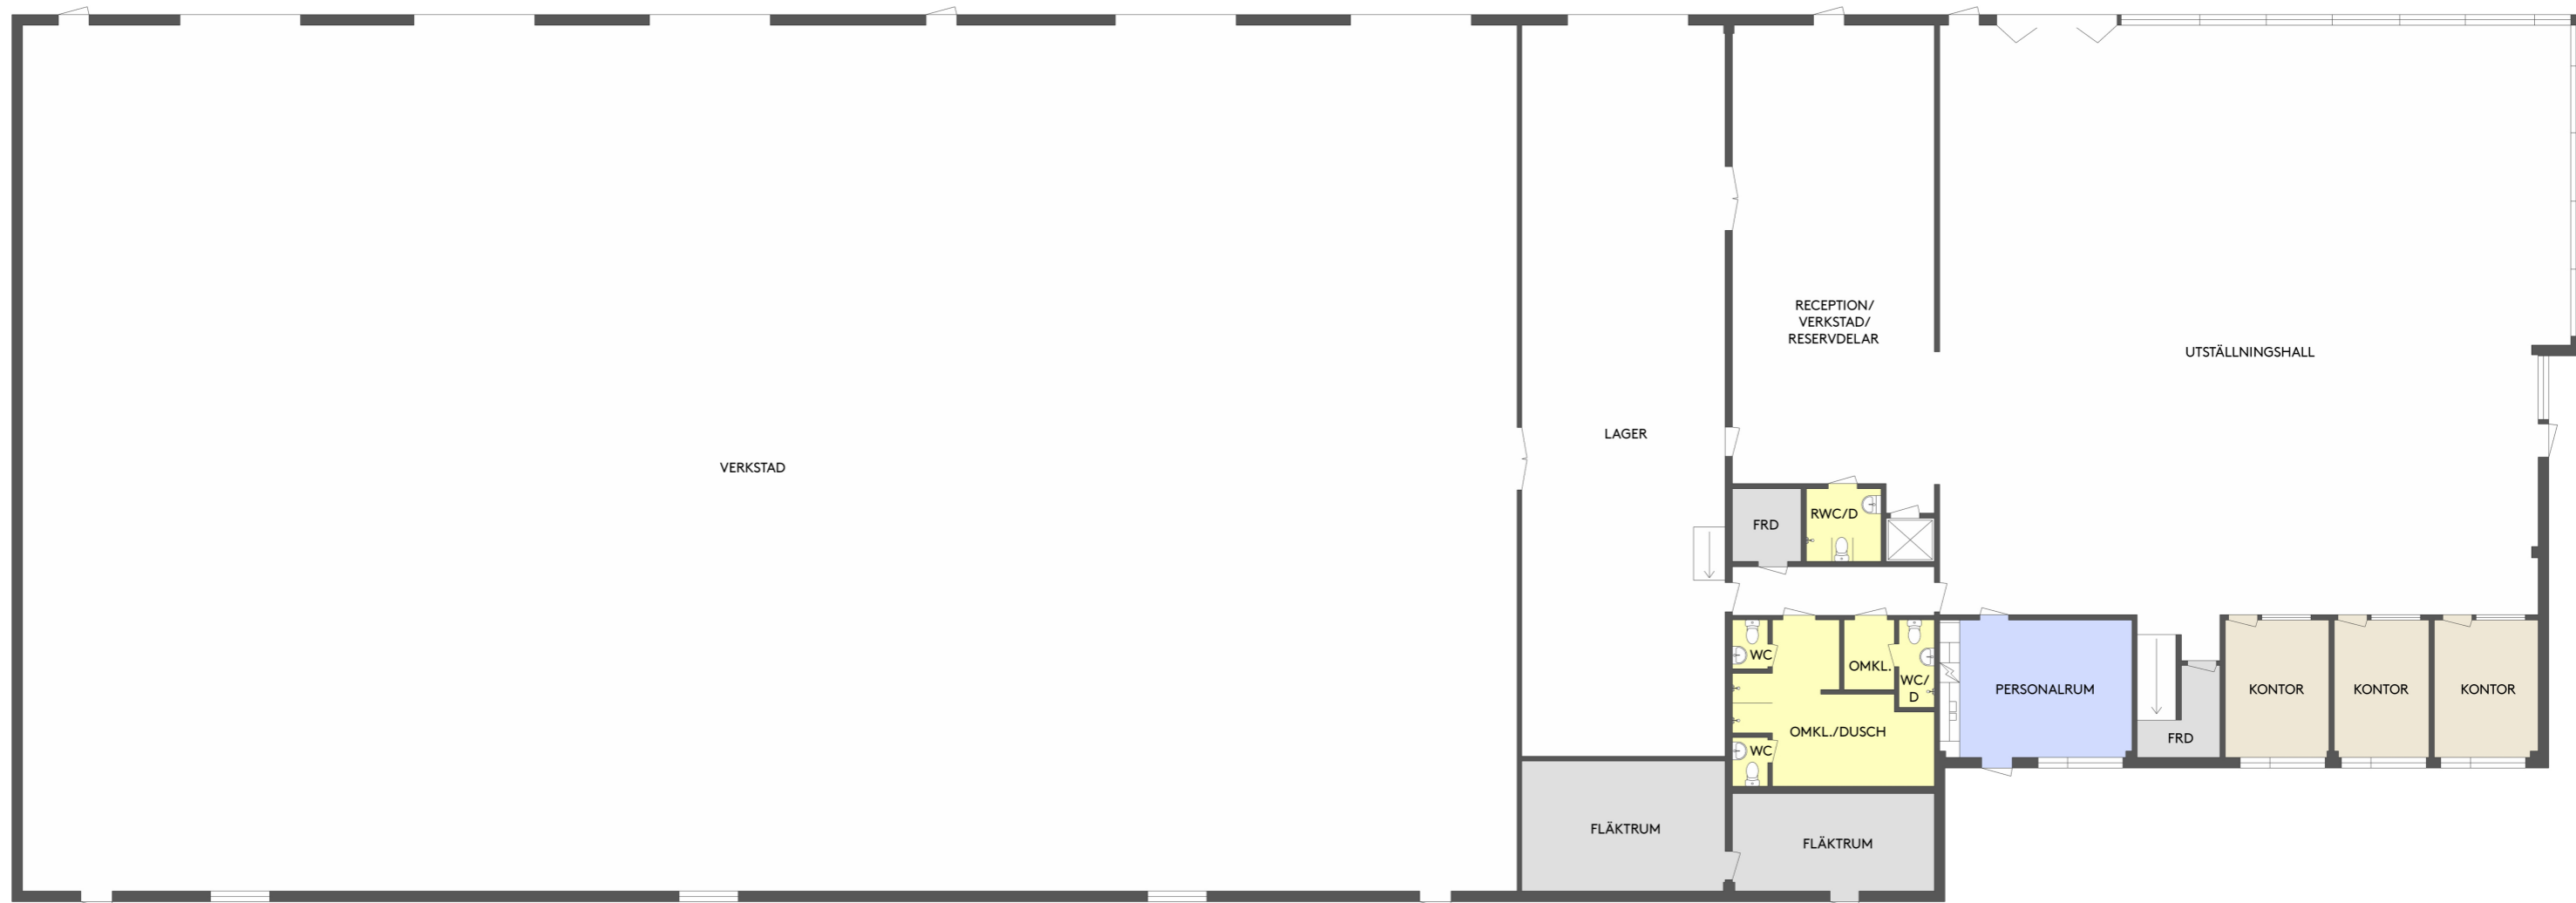 RECEPTION/
VERKSTAD/
RESERVDELAR
UTSTÄLLNINGSHALL
LAGER
VERKSTAD
FRD
RWC/D
WC
OMKL.
WC/
D
PERSONALRUM
KONTOR
KONTOR
KONTOR
OMKL./DUSCH
FRD
WC
FLÄKTRUM
FLÄKTRUM